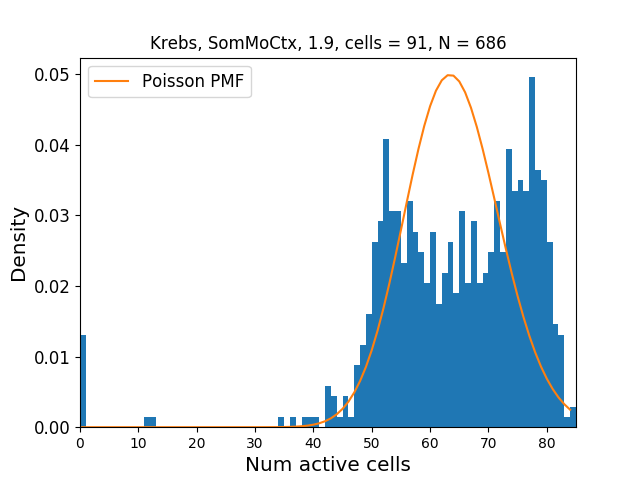 Krebs, SomMoCtx, 1.9, cells = 91, N = 686
Poisson PMF
Density
0.05
0.04
0.03
0.02
0.01
0.00
0 10 20 30 40 50 60 70 80
Num active cells